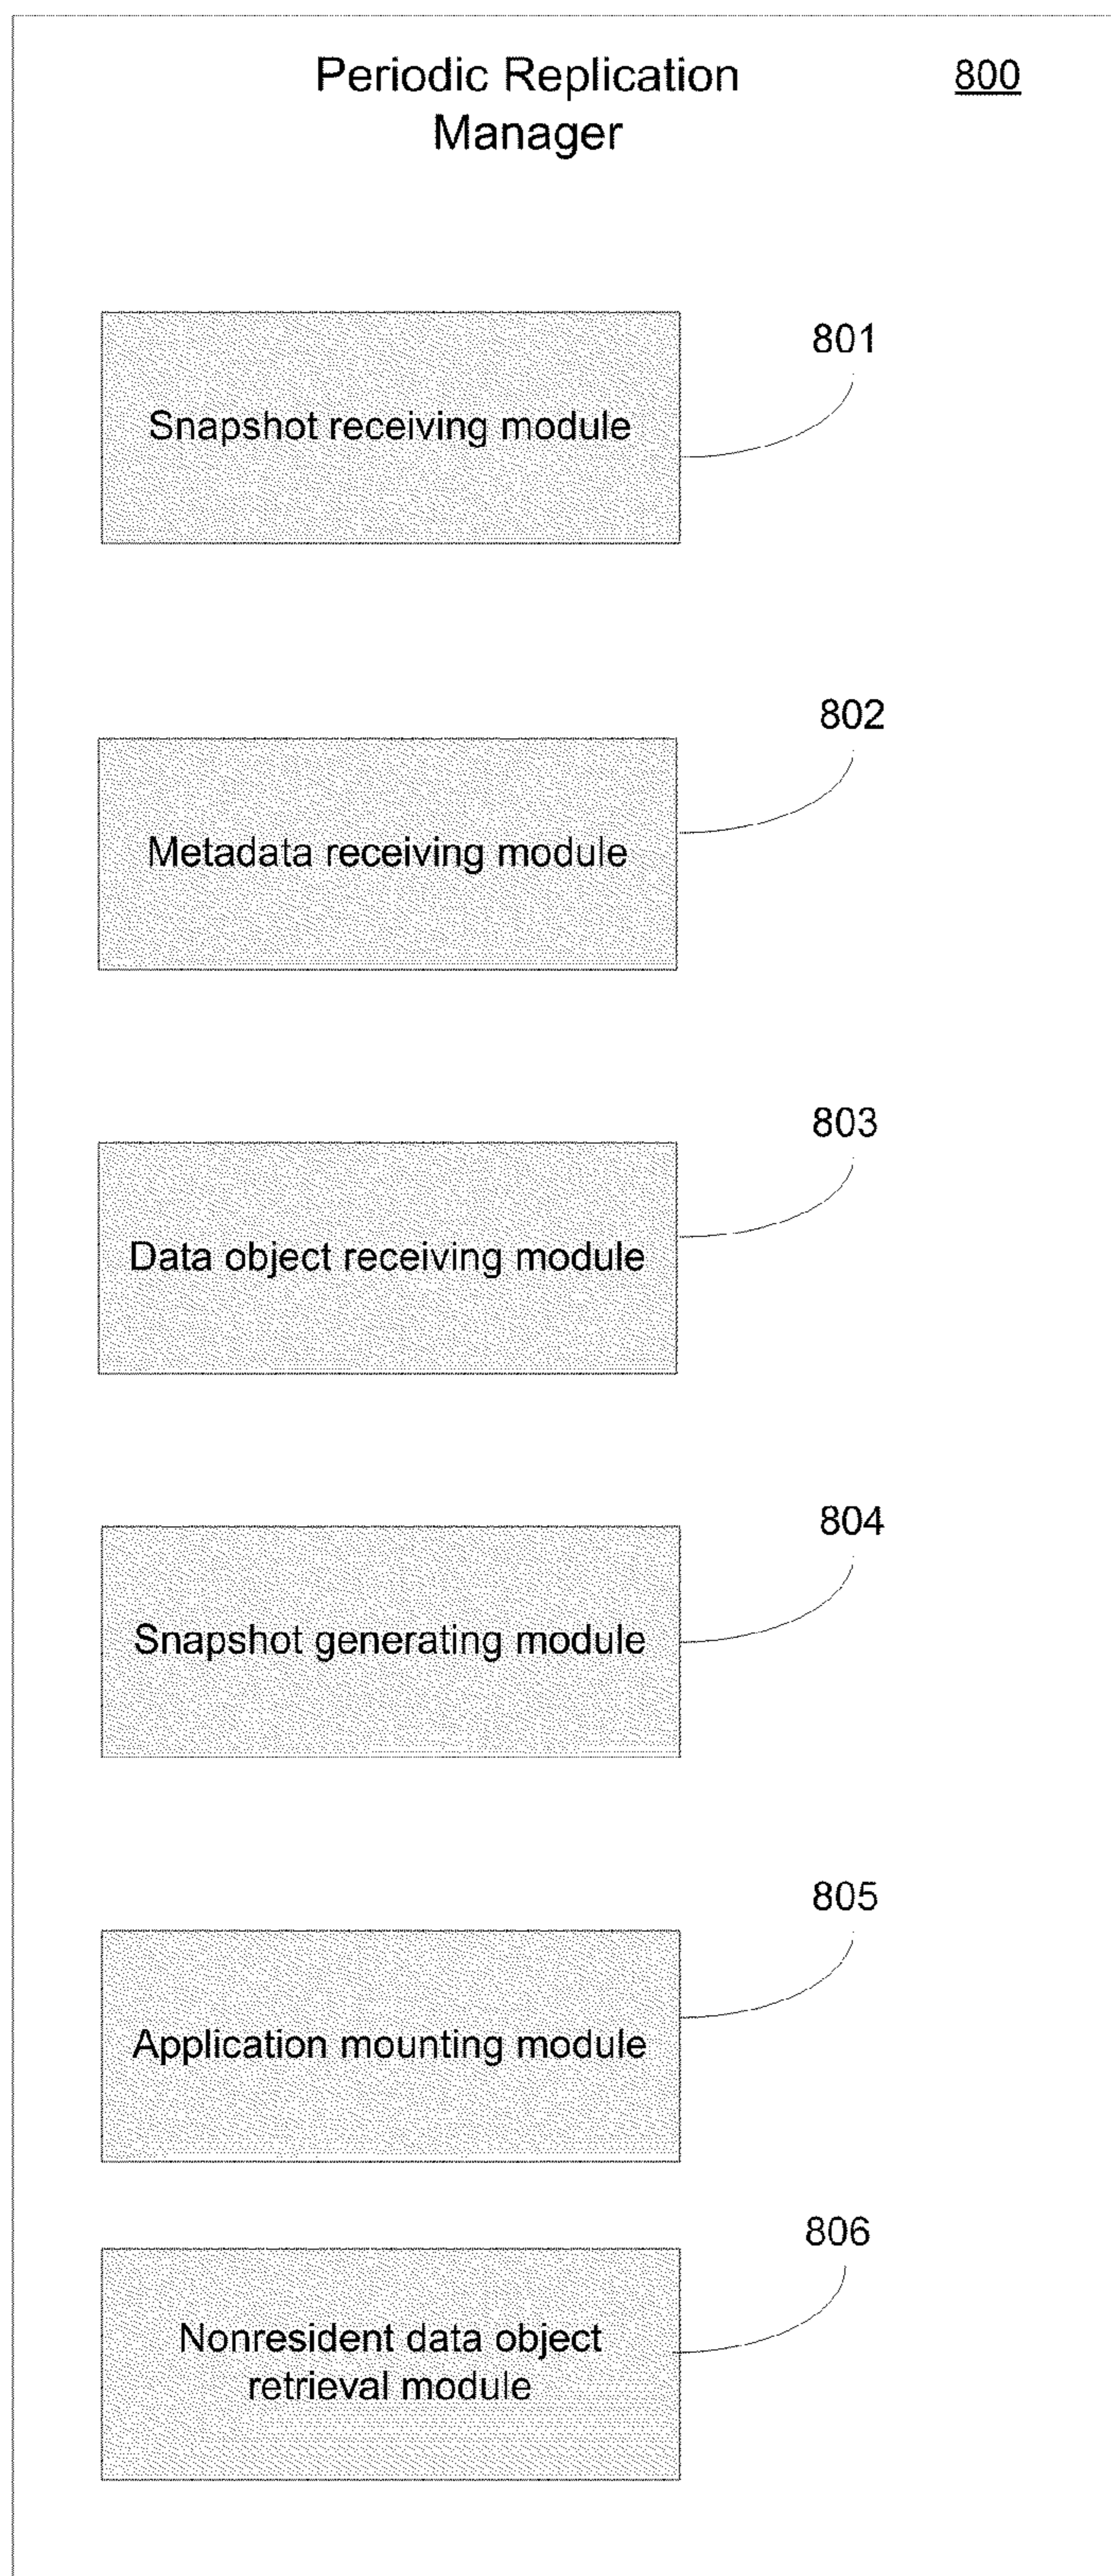 Periodic Replication
Manager
800
801
Snapshot receiving module
802
Metadata receiving module
803
Data object receiving module
804
Snapshot generating module
805
Application mounting module
806
Nonresident data object
retrieval module